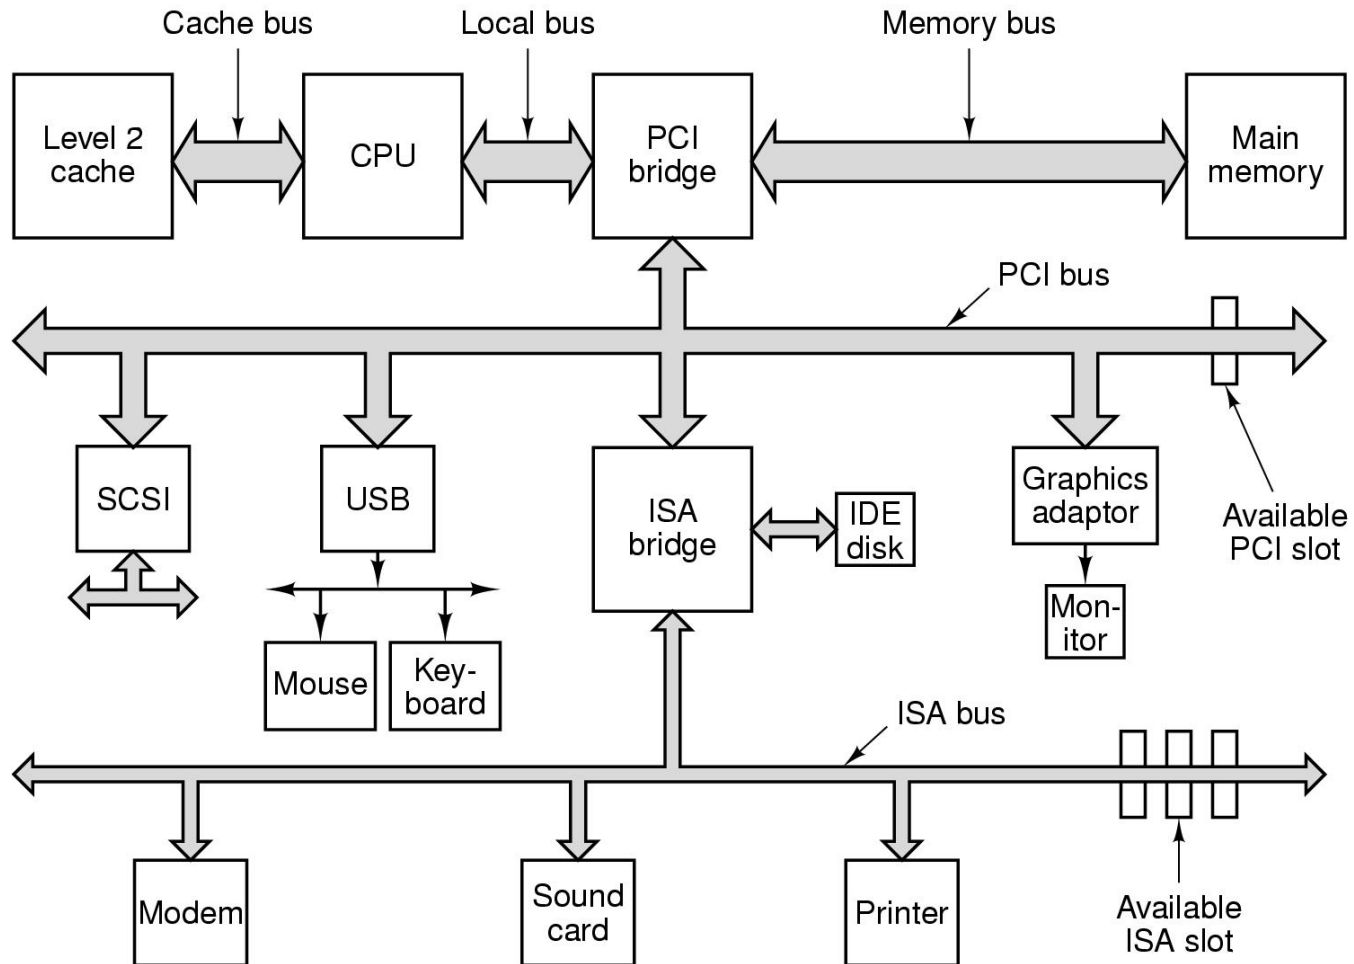 Cache bus
Local bus
Memory bus
Level 2
cache
CPU
PCI
bridge
Main
memory
PCI bus
SCSI
USB
ISA
bridge
IDE
disk
Graphics
adaptor
Available
PCI slot
Mon-
itor
Mouse
Key-
board
ISA bus
Modem
Sound
card
Printer
Available
ISA slot